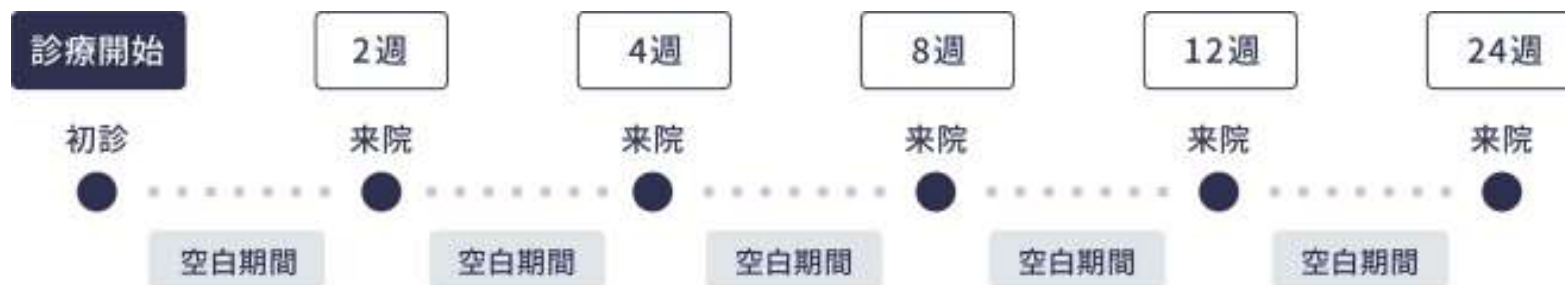 診療開始 2週 4週 8週 12週 24週
初診 来院 来院 来院 来院 来院
空白期間 空白期間 空白期間 空白期間 空白期間